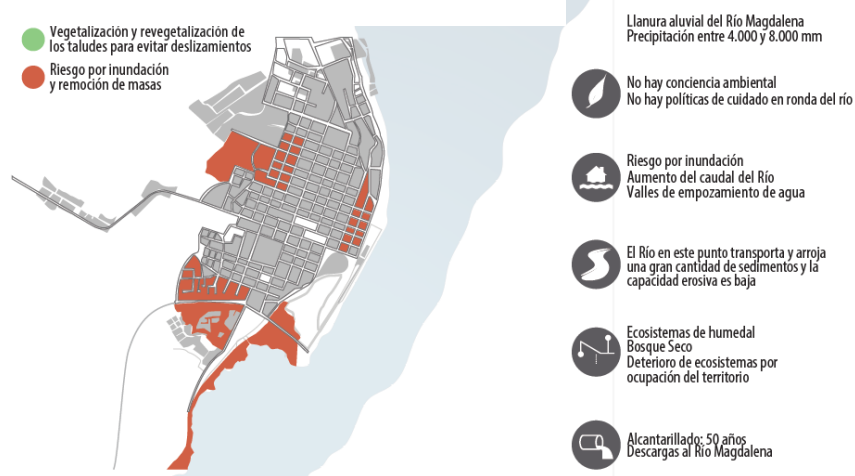 Vegetalización y revegetalización de
los taludes para evitar deslizamientos
Riesgo por inundación
y remoción de masas
Llanura aluvial del Río Magdalena
Precipitación entre 4.000 y 8.000 mm
No hay conciencia ambiental
No hay políticas de cuidado en ronda del río
Riesgo por inundación
Aumento del caudal del Río
Valles de empozamiento de agua
El Río en este punto transporta y arroja
una gran cantidad de sedimentos y la
capacidad erosiva es baja
Ecosistemas de humedal
Bosque Seco
Deterioro de ecosistemas por
ocupación del territorio
Alcantarillado: 50 años
Descargas al Río Magdalena